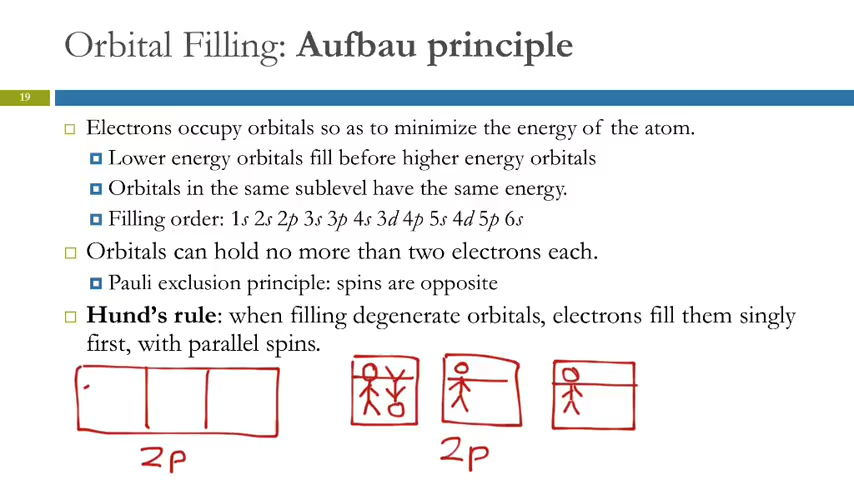 Orbital Filling: Aufbau principle
19
Electrons occupy orbitals so as to minimize the energy of the atom.
Lower energy orbitals fill before higher energy orbitals
Orbitals in the same sublevel have the same energy.
Filling order: 1s 2s 2p 3s 3p 4s 3d 4p 5s 4d 5p 6s
Orbitals can hold no more than two electrons each.
Pauli exclusion principle: spins are opposite
Hund's rule: when filling degenerate orbitals, electrons fill them singly
first, with parallel spins.
2p
2p